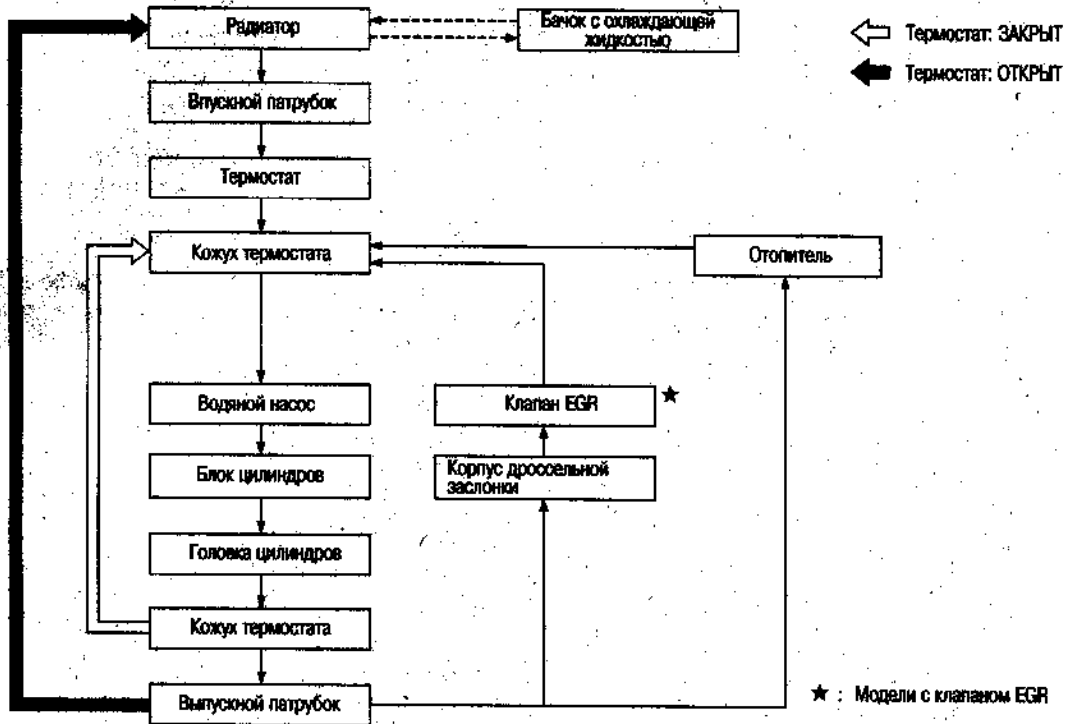 Радиатор
Бачок с охлаждающей
жидкостью
Термостат: ЗАКРЫТ
Термостат: ОТКРЫТ
Впускной патрубок
Термостат
Кожух термостата
Отопитель
Водяной насос
Клапан EGR
★
Блок цилиндров
Корпус дроссельной
заслонки
Головка цилиндров
Кожух термостата
Выпускной патрубок
★ : Модели с клапаном EGR